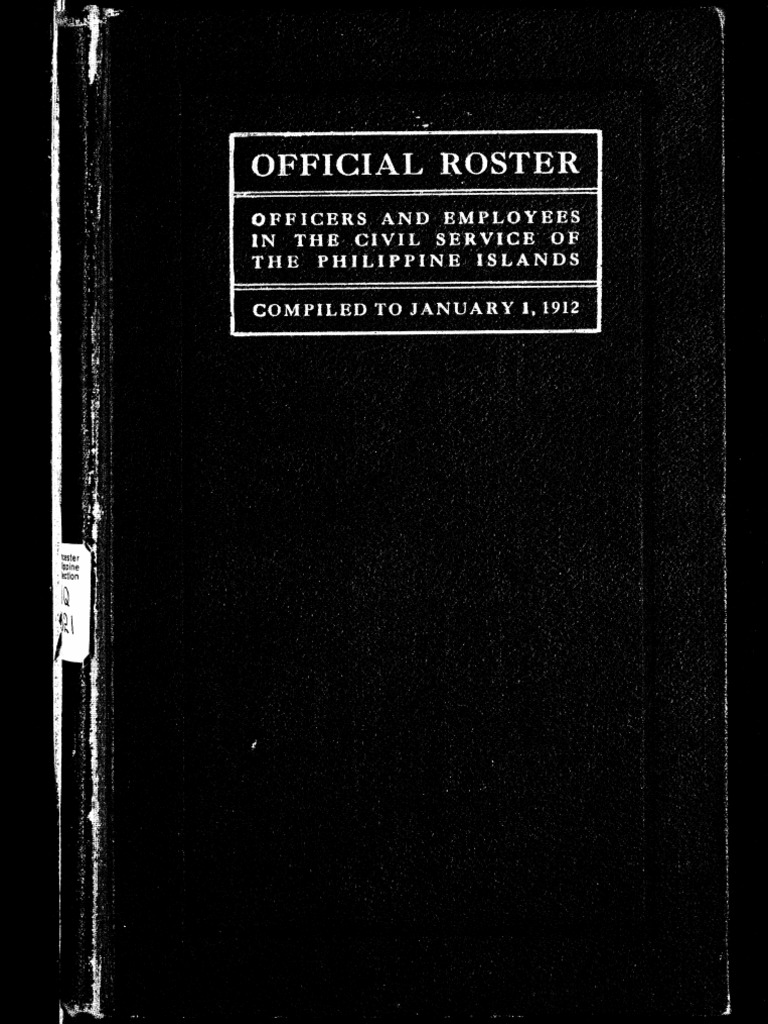 OFFICIAL ROSTER
OFFICERS AND EMPLOYEES
IN THE CIVIL SERVICE OF
THE PHILIPPINE ISLANDS
COMPILED TO JANUARY 1, 1912